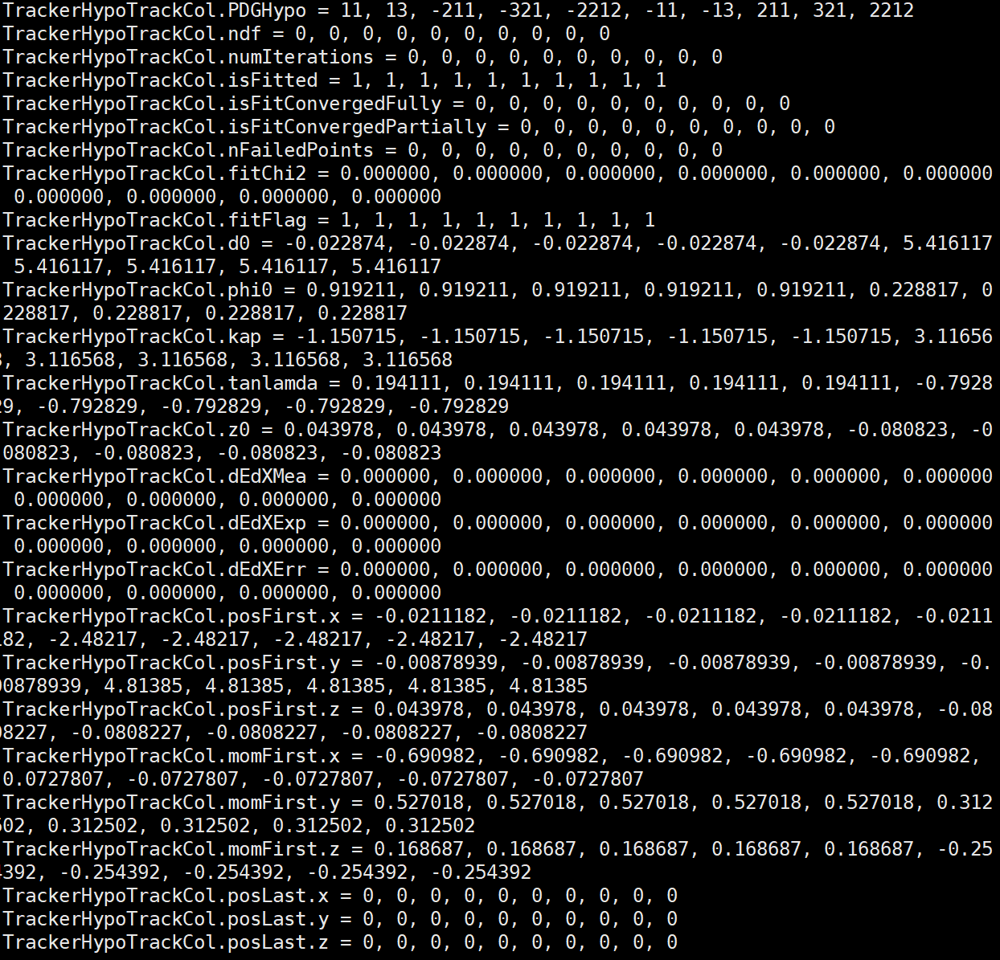 TrackerHypoTrackCol.PDGHypo = 11, 13, -211, -321, -2212, -11, -13, 211, 321, 2212
TrackerHypoTrackCol.ndf = 0, 0, 0, 0, 0, 0, 0, 0, 0, 0
TrackerHypoTrackCol.numIterations = 0, 0, 0, 0, 0, 0, 0, 0, 0, 0
TrackerHypoTrackCol.isFitted = 1, 1, 1, 1, 1, 1, 1, 1, 1, 1
TrackerHypoTrackCol.isFitConvergedFully = 0, 0, 0, 0, 0, 0, 0, 0, 0, 0
TrackerHypoTrackCol.isFitConvergedPartially = 0, 0, 0, 0, 0, 0, 0, 0, 0, 0
TrackerHypoTrackCol.nFailedPoints = 0, 0, 0, 0, 0, 0, 0, 0, 0, 0
TrackerHypoTrackCol.fitChi2 = 0.000000, 0.000000, 0.000000, 0.000000, 0.000000, 0.000000
0.000000, 0.000000, 0.000000, 0.000000
TrackerHypoTrackCol.fitFlag = 1, 1, 1, 1, 1, 1, 1, 1, 1, 1
TrackerHypoTrackCol.d0 = -0.022874, -0.022874, -0.022874, -0.022874, -0.022874, 5.416117
5.416117, 5.416117, 5.416117, 5.416117
TrackerHypoTrackCol.phi0 = 0.919211, 0.919211, 0.919211, 0.919211, 0.919211, 0.228817, 0
228817, 0.228817, 0.228817, 0.228817
TrackerHypoTrackCol.kap = -1.150715, -1.150715, -1.150715, -1.150715, -1.150715, 3.11656
8, 3.116568, 3.116568, 3.116568, 3.116568
TrackerHypoTrackCol.tanlamda = 0.194111, 0.194111, 0.194111, 0.194111, 0.194111, -0.7928
29, -0.792829, -0.792829, -0.792829, -0.792829
TrackerHypoTrackCol.z0 = 0.043978, 0.043978, 0.043978, 0.043978, 0.043978, -0.080823, -0
080823, -0.080823, -0.080823, -0.080823
TrackerHypoTrackCol.dEdXMea = 0.000000, 0.000000, 0.000000, 0.000000, 0.000000, 0.000000
0.000000, 0.000000, 0.000000, 0.000000
TrackerHypoTrackCol.dEdXExp = 0.000000, 0.000000, 0.000000, 0.000000, 0.000000, 0.000000
0.000000, 0.000000, 0.000000, 0.000000
TrackerHypoTrackCol.dEdXErr = 0.000000, 0.000000, 0.000000, 0.000000, 0.000000, 0.000000
0.000000, 0.000000, 0.000000, 0.000000
TrackerHypoTrackCol.posFirst.x = -0.0211182, -0.0211182, -0.0211182, -0.0211182, -0.0211
182, -2.48217, -2.48217, -2.48217, -2.48217, -2.48217
TrackerHypoTrackCol.posFirst.y = -0.00878939, -0.00878939, -0.00878939, -0.00878939, -0.
00878939, 4.81385, 4.81385, 4.81385, 4.81385, 4.81385
TrackerHypoTrackCol.posFirst.z = 0.043978, 0.043978, 0.043978, 0.043978, 0.043978, -0.08
08227, -0.0808227, -0.0808227, -0.0808227, -0.0808227
TrackerHypoTrackCol.momFirst.x = -0.690982, -0.690982, -0.690982, -0.690982, -0.690982,
0.0727807, -0.0727807, -0.0727807, -0.0727807, -0.0727807
TrackerHypoTrackCol.momFirst.y = 0.527018, 0.527018, 0.527018, 0.527018, 0.527018, 0.312
502, 0.312502, 0.312502, 0.312502, 0.312502
TrackerHypoTrackCol.momFirst.z = 0.168687, 0.168687, 0.168687, 0.168687, 0.168687, -0.25
4392, -0.254392, -0.254392, -0.254392, -0.254392
TrackerHypoTrackCol.posLast.x = 0, 0, 0, 0, 0, 0, 0, 0, 0, 0
TrackerHypoTrackCol.posLast.y = 0, 0, 0, 0, 0, 0, 0, 0, 0, 0
TrackerHypoTrackCol.posLast.z = 0, 0, 0, 0, 0, 0, 0, 0, 0, 0